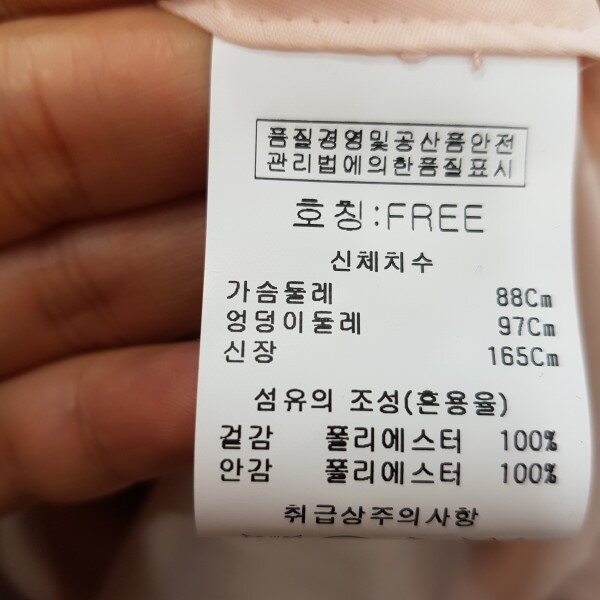 품질경영및공산품안전
관리법에의한품질표시
호칭:FREE
신체치수
가슴둘레 88Cm
엉덩이둘레 97Cm
신장 165Cm
섬유의 조성(혼용율)
겉감 폴리에스터 100%
안감 폴리에스터 100%
취급상주의사항